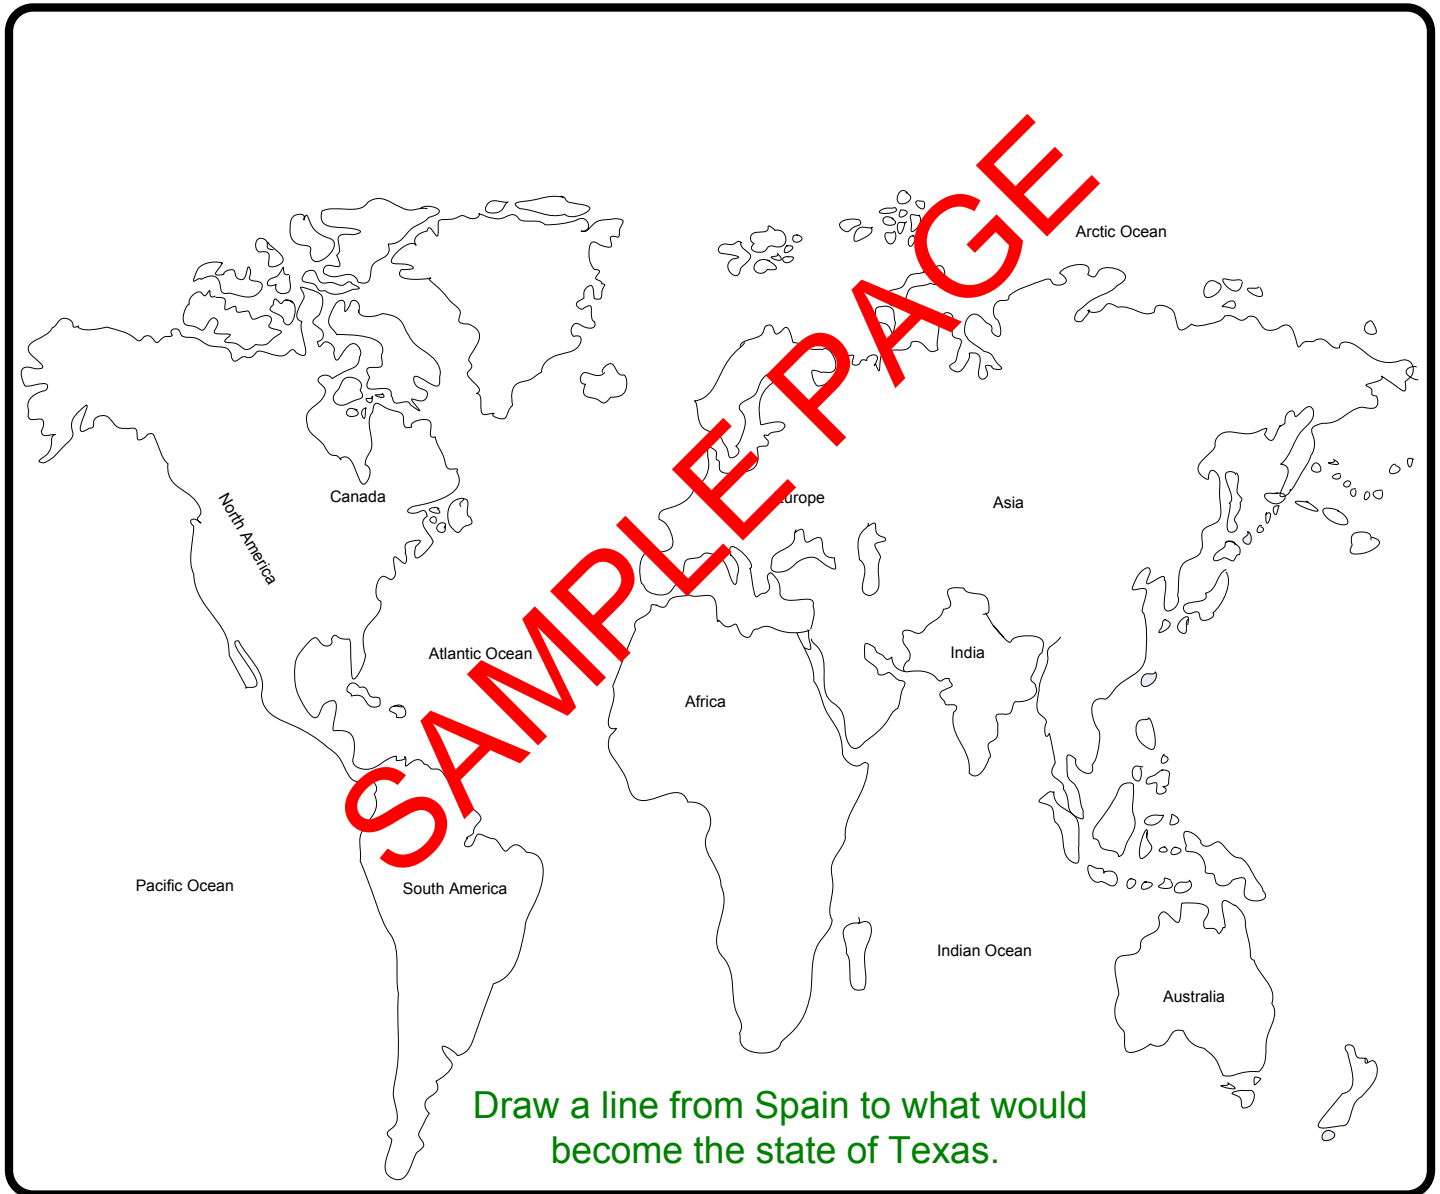 Arctic Ocean
SAMPLE PAGE
Canada
North America
Europe
Asia
Atlantic Ocean
India
Africa
Pacific Ocean
South America
Indian Ocean
Australia
Draw a line from Spain to what would
become the state of Texas.